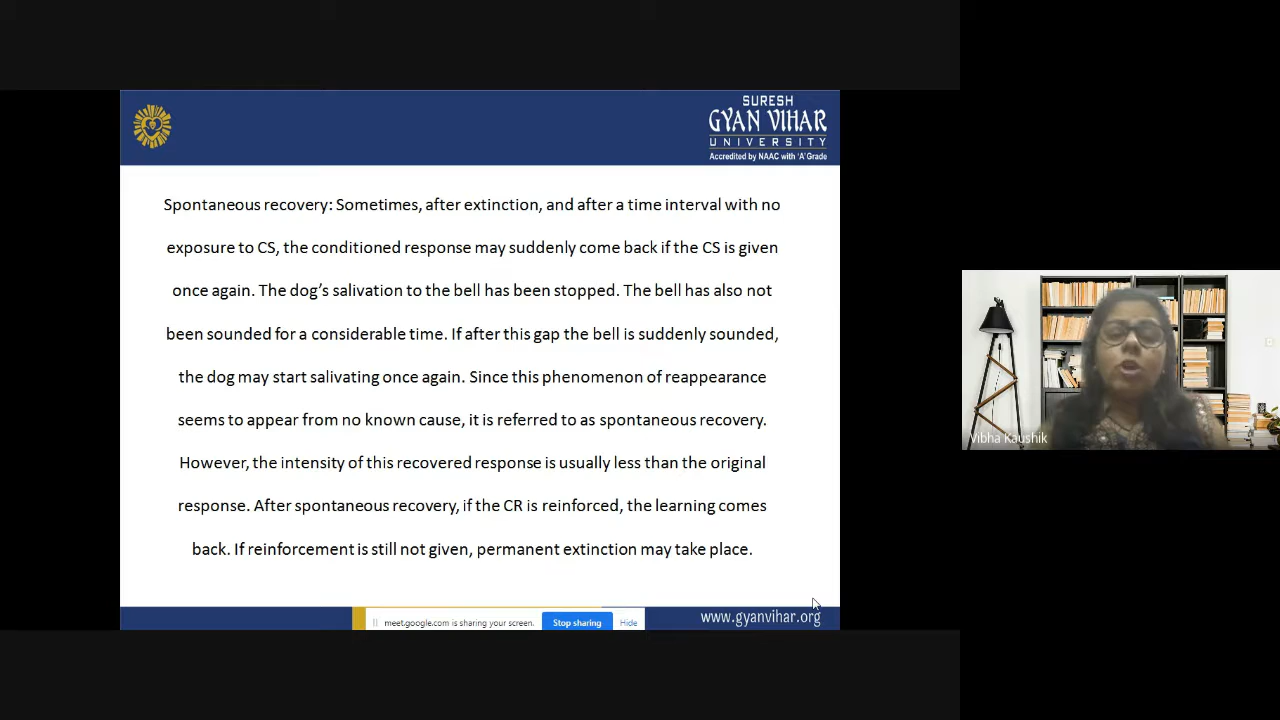 SURESH
GYAN VIHAR
UNIVERSITY
Accredited by NAAC with 'A' Grade
Spontaneous recovery: Sometimes, after extinction, and after a time interval with no
exposure to CS, the conditioned response may suddenly come back if the CS is given
once again. The dog's salivation to the bell has been stopped. The bell has also not
been sounded for a considerable time. If after this gap the bell is suddenly sounded,
the dog may start salivating once again. Since this phenomenon of reappearance
seems to appear from no known cause, it is referred to as spontaneous recovery.
However, the intensity of this recovered response is usually less than the original
response. After spontaneous recovery, if the CR is reinforced, the learning comes
back. If reinforcement is still not given, permanent extinction may take place.
Vibha Kaushik
meet.google.com is sharing your screen.
Stop sharing
Hide
www.gyanvihar.org